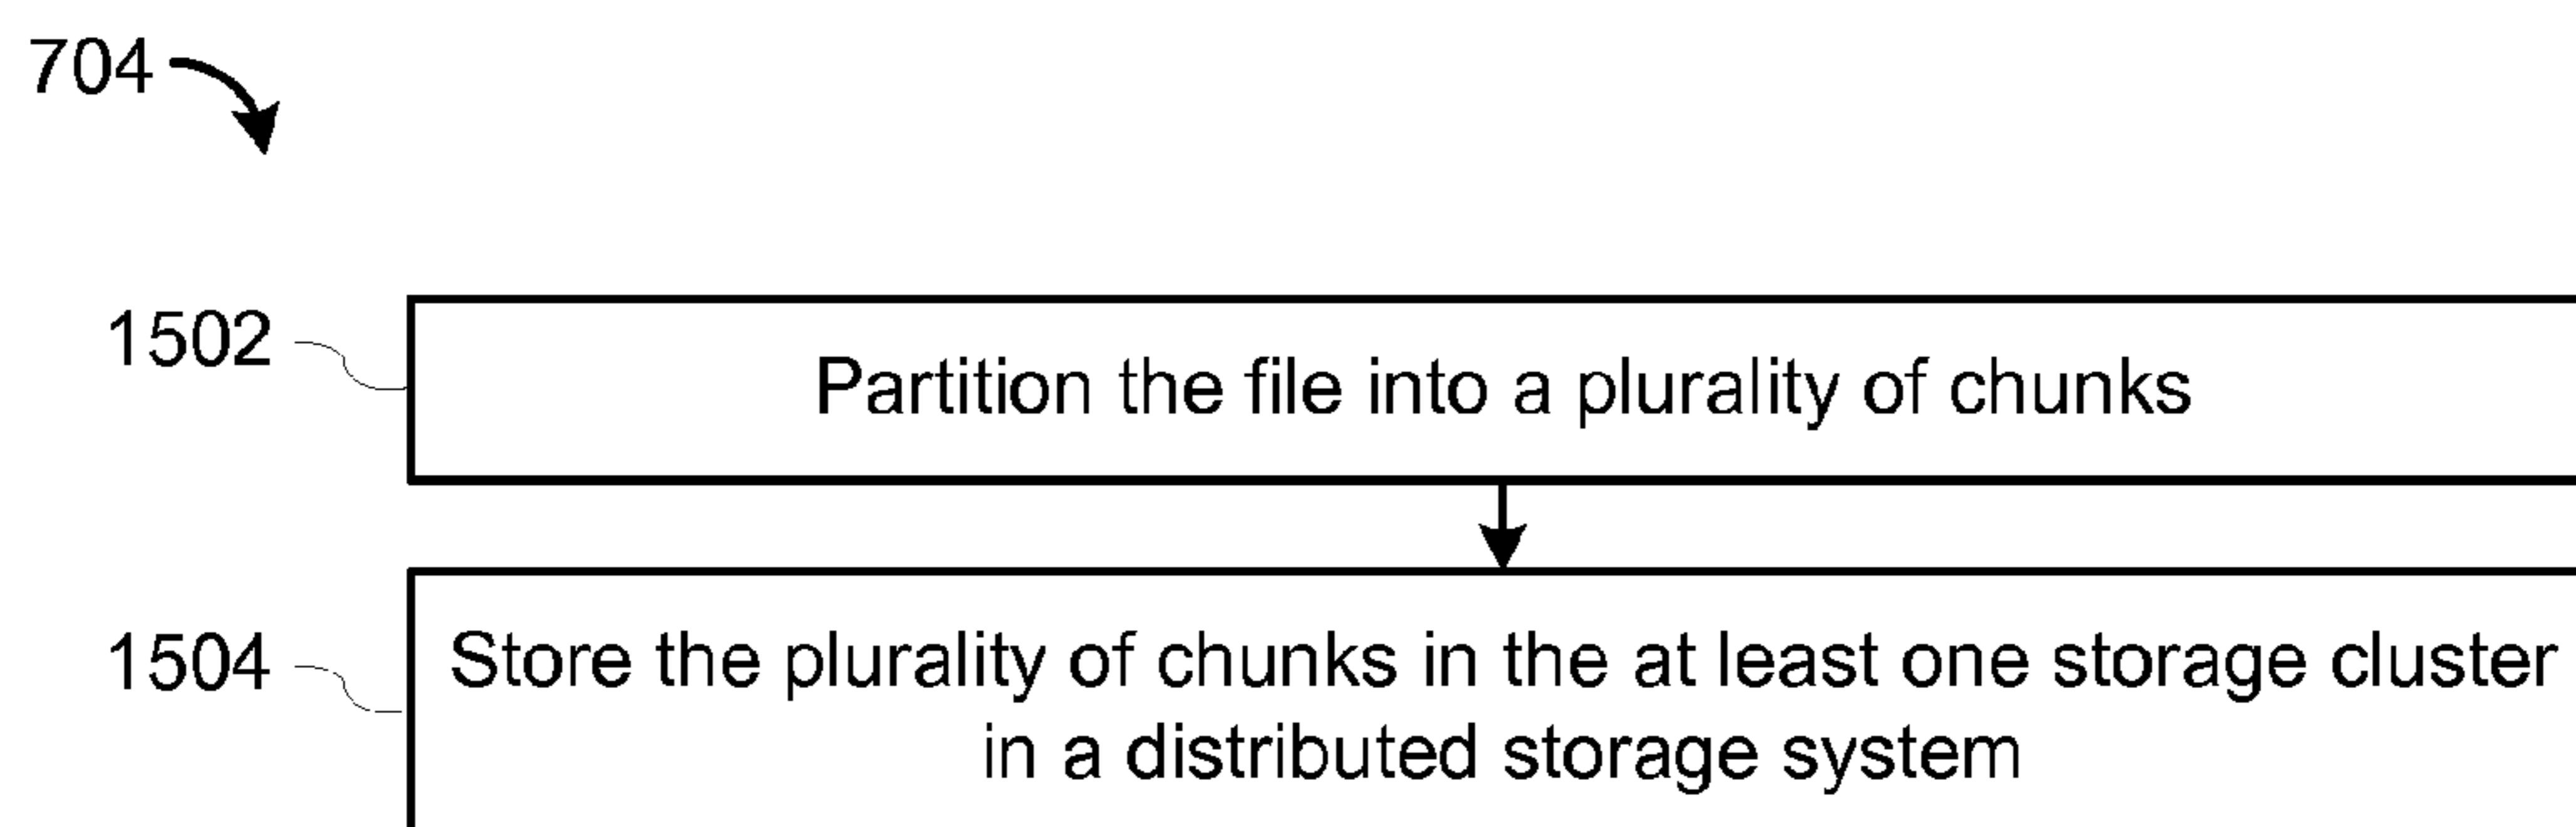 704
1502
Partition the file into a plurality of chunks
1504
Store the plurality of chunks in the at least one storage cluster
in a distributed storage system